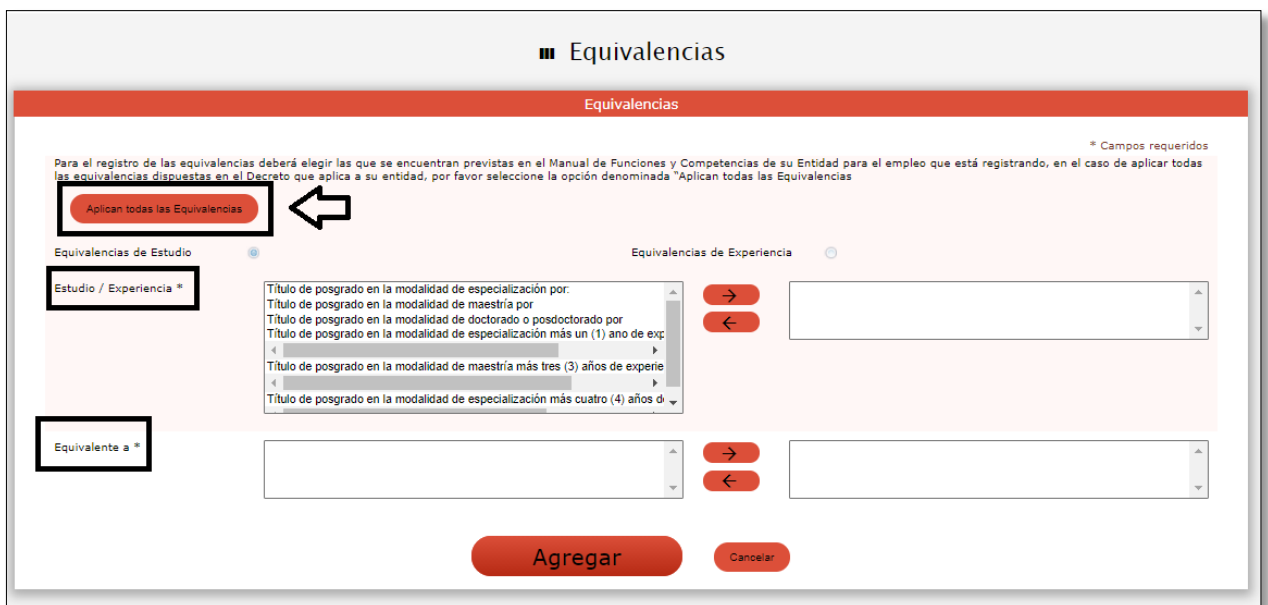 Equivalencias
Equivalencias
* Campos requeridos
Para el registro de las equivalencias deberá elegir las que se encuentran previstas en el Manual de Funciones y Competencias de su Entidad para el empleo que está registrando, en el caso de aplicar todas
las equivalencias dispuestas en el Decreto que aplica a su entidad, por favor seleccione la opción denominada "Aplican todas las Equivalencias
Aplican todas las Equivalencias
Equivalencias de Estudio
Equivalencias de Experiencia
Estudio / Experiencia *
Título de posgrado en la modalidad de especialización por:
Título de posgrado en la modalidad de maestría por
Título de posgrado en la modalidad de doctorado o posdoctorado por
Título de posgrado en la modalidad de especialización más un (1) ano de exp
Título de posgrado en la modalidad de maestría más tres (3) años de experie
Título de posgrado en la modalidad de especialización más cuatro (4) años d
Equivalente a *
Agregar
Cancelar